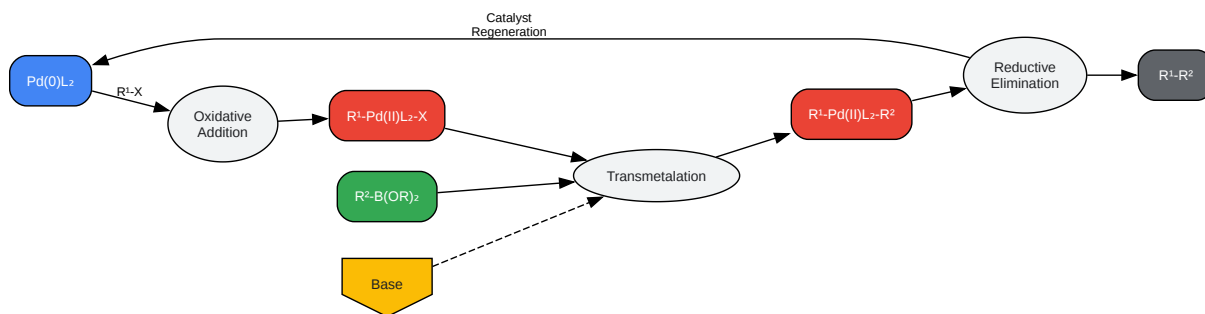 Catalyst
Regeneration
Pd(0)L₂
R¹-X
Oxidative
Addition
R¹-Pd(II)L₂-X
R²-B(OR)₂
Base
Transmetalation
R¹-Pd(II)L₂-R²
Reductive
Elimination
R¹-R²